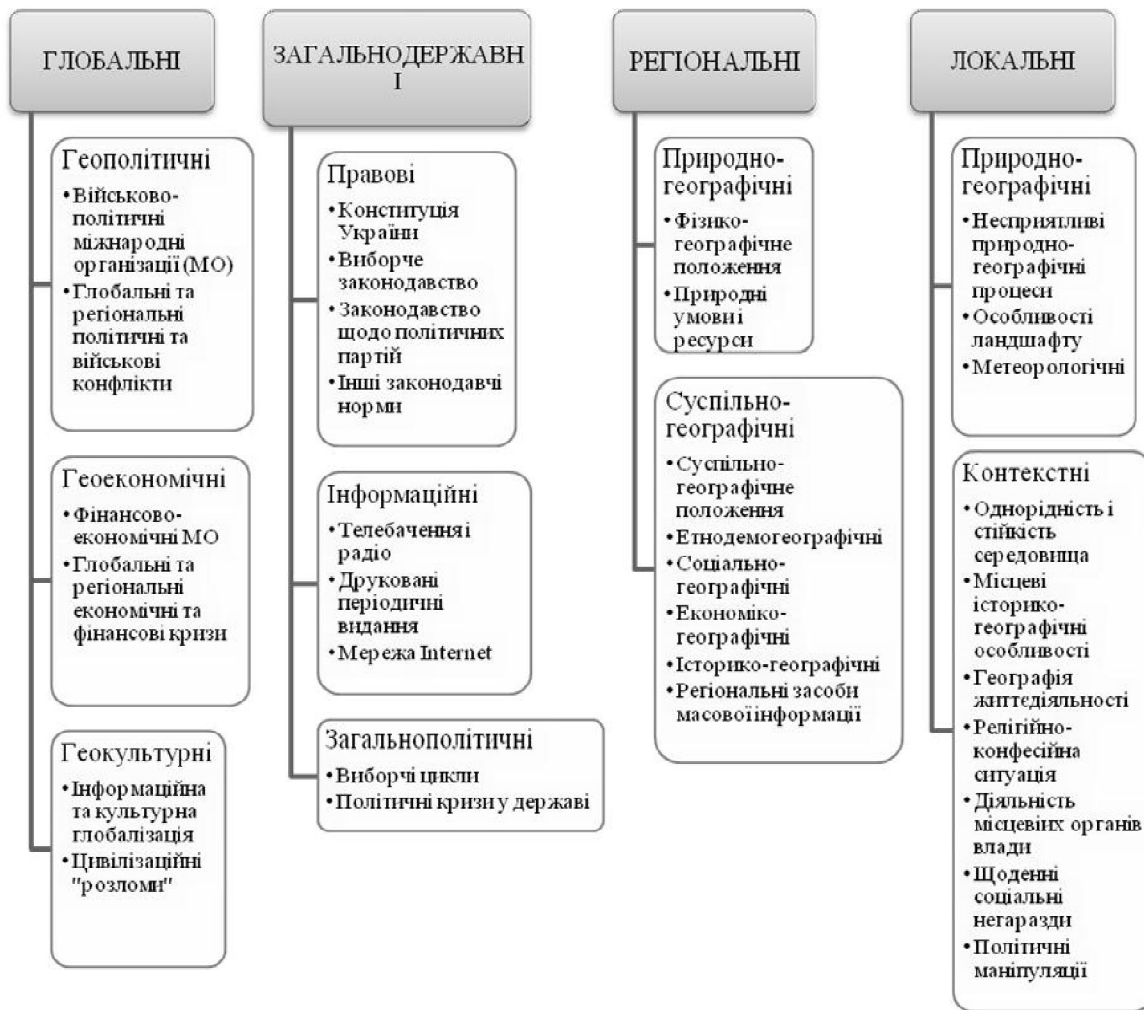 ГЛОБАЛЬНІ
Геополітичні
•Військово-
політичні
міжнародні
організації (МО)
•Глобальні та
регіональні
політичні та
військові
конфлікти
Геоекономічні
•Фінансово-
економічні МО
•Глобальні та
регіональні
економічні та
фінансові кризи
Геокультурні
•Інформаційна
та культурна
глобалізація
•Цивілізаційні
"розломи"
ЗАГАЛЬНОДЕРЖАВН
І
Правові
•Конституція
України
•Виборче
законодавство
•Законодавство
щодо політичних
партій
•Інші законодавчі
норми
Інформаційні
•Телебачення і
радіо
•Друковані
періодичні
видання
•Мережа Internet
Загальнополітичні
•Виборчі цикли
•Політичні кризи у державі
РЕГІОНАЛЬНІ
Природно-
географічні
•Фізико-
географічне
положення
•Природні
умови і
ресурси
Суспільно-
географічні
•Суспільно-
географічне
положення
•Етнодемогеографічні
•Соціально-
географічні
•Економіко-
географічні
•Історико-географічні
•Регіональні засоби
масової інформації
ЛОКАЛЬНІ
Природно-
географічні
•Несприятливі
природно-
географічні
процеси
•Особливості
ландшафту
•Метеорологічні
Контекстні
•Однорідність і
стійкість
середовища
•Місцеві
історико-
географічні
особливості
•Географія
життєдіяльності
•Релігійно-
конфесійна
ситуація
•Діяльність
місцевіих органів
влади
•Щоденні
соціальні
негаразди
•Політичні
маніпуляції